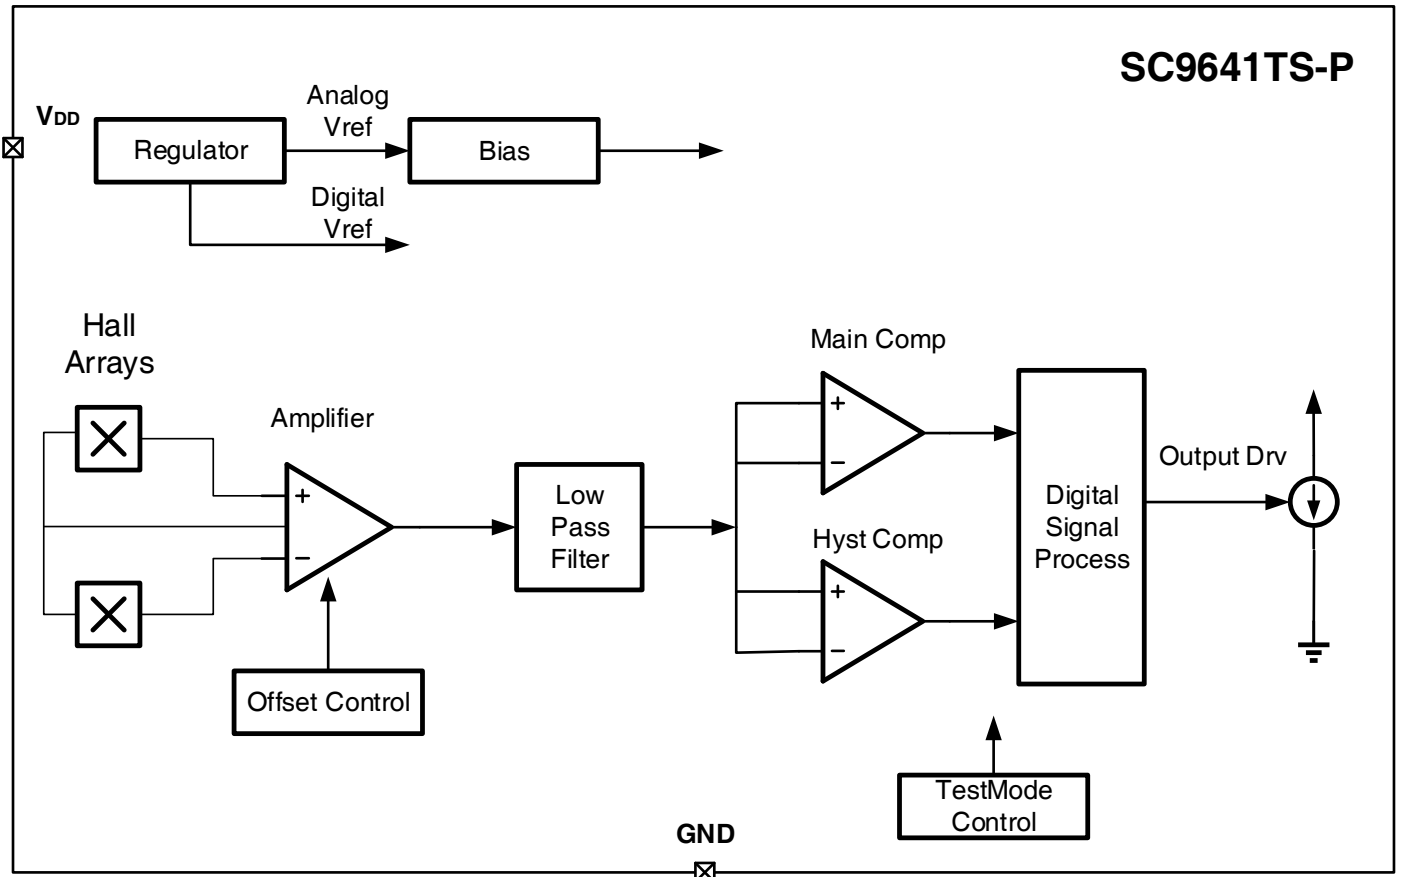 SC9641TS-P
VDD
Analog
Vref
Regulator
Bias
Digital
Vref
Hall
Arrays
Main Comp
Amplifier
+
−
+
−
Low
Pass
Filter
Hyst Comp
+
−
Digital
Signal
Process
Output Drv
Offset Control
TestMode
Control
GND